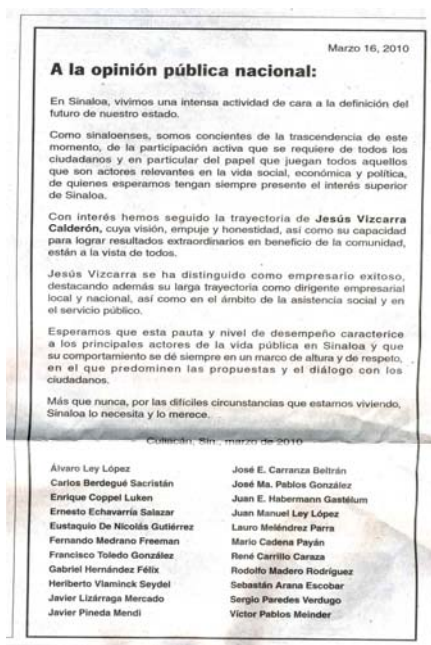 Marzo 16, 2010
A la opinión pública nacional:
En Sinaloa, vivimos una intensa actividad de cara a la definición del
futuro de nuestro estado.
Como sinaloenses, somos concientes de la trascendencia de este
momento, de la participación activa que se requiere de todos los
ciudadanos y en particular del papel que juegan todos aquellos
que son actores relevantes en la vida social, económica y política,
de quienes esperamos tengan siempre presente el interés superior
de Sinaloa.
Con interés hemos seguido la trayectoria de Jesús Vizcarra
Calderón, cuya visión, empuje y honestidad, así como su capacidad
para lograr resultados extraordinarios en beneficio de la comunidad,
están a la vista de todos.
Jesús Vizcarra se ha distinguido como empresario exitoso,
destacando además su larga trayectoria como dirigente empresarial
local y nacional, así como en el ámbito de la asistencia social y en
el servicio público.
Esperamos que esta pauta y nivel de desempeño caracterice
a los principales actores de la vida pública en Sinaloa y que
su comportamiento se dé siempre en un marco de altura y de respeto,
en el que predominen las propuestas y el diálogo con los
ciudadanos.
Más que nunca, por las difíciles circunstancias que estamos viviendo,
Sinaloa lo necesita y lo merece.
Culiacán, Sin., marzo de 2010
Álvaro Ley López
Carlos Berdegué Sacristán
Enrique Coppel Luken
Ernesto Echavarría Salazar
Eustaquio De Nicolás Gutiérrez
Fernando Medrano Freeman
Francisco Toledo González
Gabriel Hernández Félix
Heriberto Vlaminck Seydel
Javier Lizárraga Mercado
Javier Pineda Mendi
José E. Carranza Beltrán
José Ma. Pablos González
Juan E. Habermann Gastélum
Juan Manuel Ley López
Lauro Meléndrez Parra
Mario Cadena Payán
René Carrillo Caraza
Rodolfo Madero Rodríguez
Sebastán Arana Escobar
Sergio Paredes Verdugo
Víctor Pablos Meinder